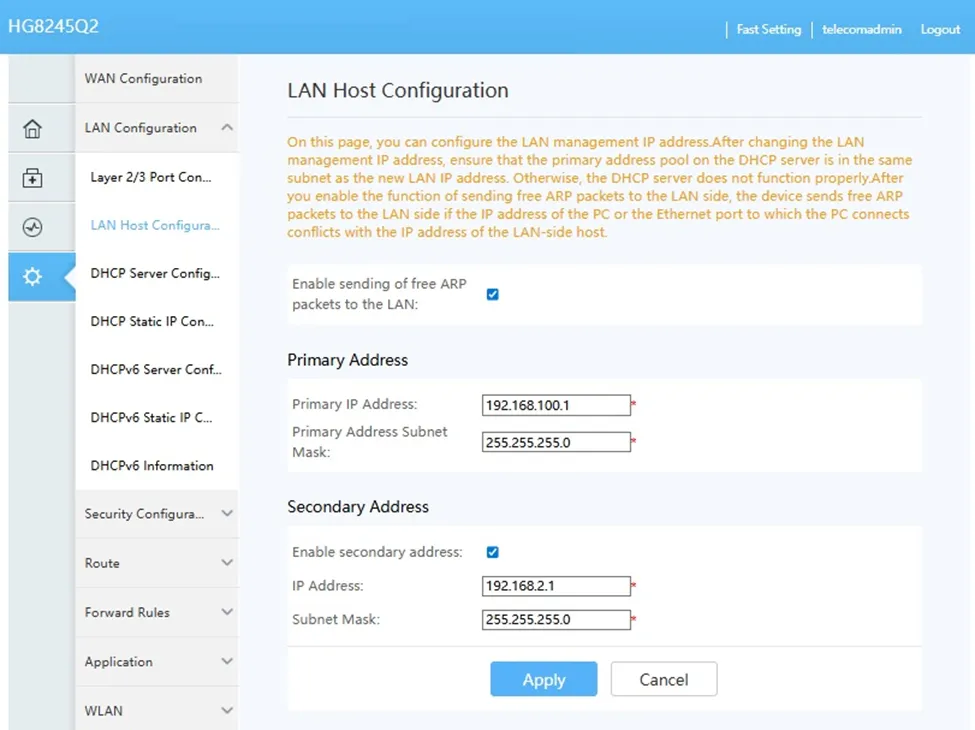 HG8245Q2
Fast Setting
telecomadmin
Logout
WAN Configuration
LAN Configuration
Layer 2/3 Port Con...
LAN Host Configura...
DHCP Server Config...
DHCP Static IP Con...
DHCPv6 Server Conf...
DHCPv6 Static IP C...
DHCPv6 Information
Security Configura...
Route
Forward Rules
Application
WLAN
LAN Host Configuration
On this page, you can configure the LAN management IP address.After changing the LAN
management IP address, ensure that the primary address pool on the DHCP server is in the same
subnet as the new LAN IP address. Otherwise, the DHCP server does not function properly.After
you enable the function of sending free ARP packets to the LAN side, the device sends free ARP
packets to the LAN side if the IP address of the PC or the Ethernet port to which the PC connects
conflicts with the IP address of the LAN-side host.
Enable sending of free ARP
packets to the LAN:
Primary Address
Primary IP Address: 192.168.100.1*
Primary Address Subnet
Mask: 255.255.255.0*
Secondary Address
Enable secondary address:
IP Address: 192.168.2.1*
Subnet Mask: 255.255.255.0*
Apply
Cancel